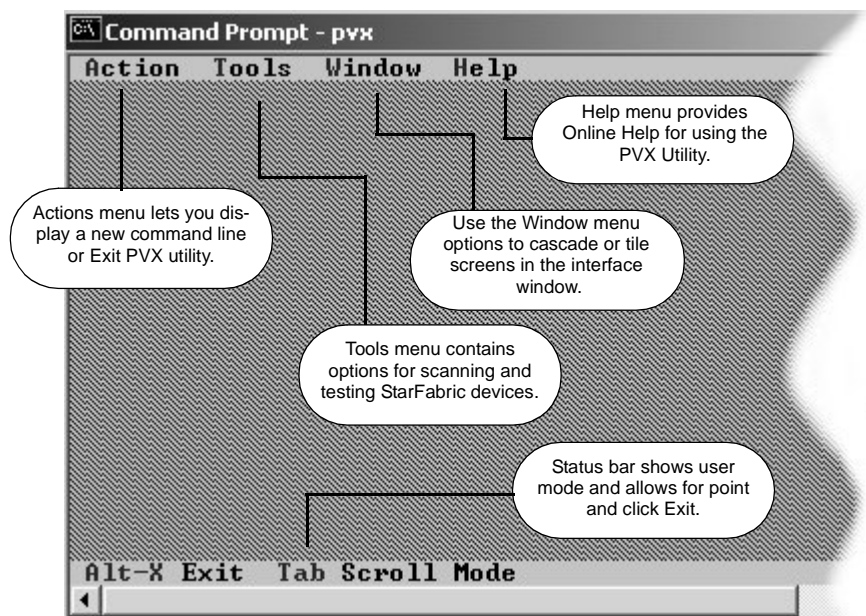 Command Prompt - pvx
Action Tools Window Help
Help menu provides
Online Help for using the
PVX Utility.
Actions menu lets you dis-
play a new command line
or Exit PVX utility.
Use the Window menu
options to cascade or tile
screens in the interface
window.
Tools menu contains
options for scanning and
testing StarFabric devices.
Status bar shows user
mode and allows for point
and click Exit.
Alt-X Exit Tab Scroll Mode